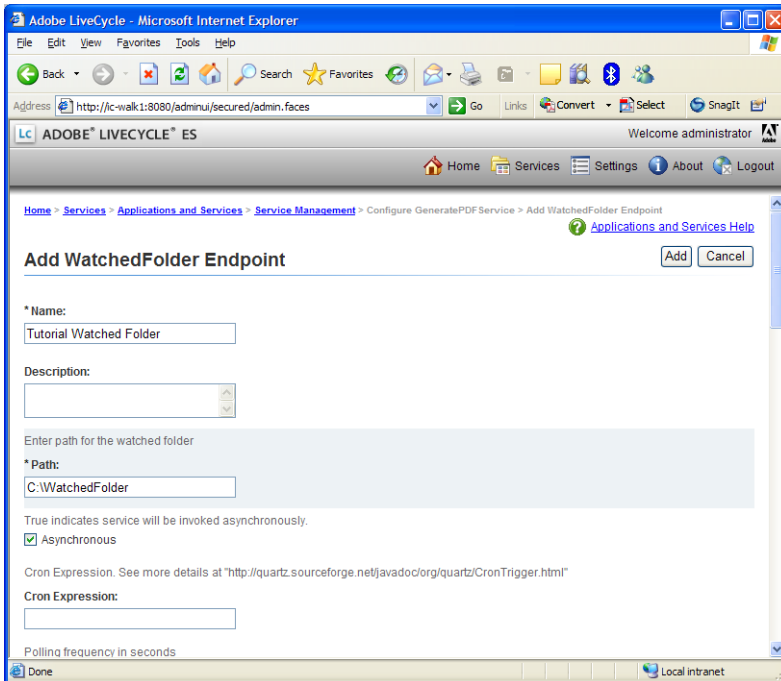 Adobe LiveCycle - Microsoft Internet Explorer
File Edit View Favorites Tools Help
Back Search Favorites
Address http://ic-walk1:8080/adminui/secured/admin.faces Go Links Convert Select SnagIt
LC ADOBE® LIVECYCLE® ES Welcome administrator Adobe
Home Services Settings About Logout
Home > Services > Applications and Services > Service Management > Configure GeneratePDFService > Add WatchedFolder Endpoint
Applications and Services Help
Add WatchedFolder Endpoint Add Cancel
* Name:
Tutorial Watched Folder
Description:
Enter path for the watched folder
* Path:
C:\WatchedFolder
True indicates service will be invoked asynchronously.
Asynchronous
Cron Expression. See more details at "http://quartz.sourceforge.net/javadoc/org/quartz/CronTrigger.html"
Cron Expression:
Polling frequency in seconds
Done Local intranet